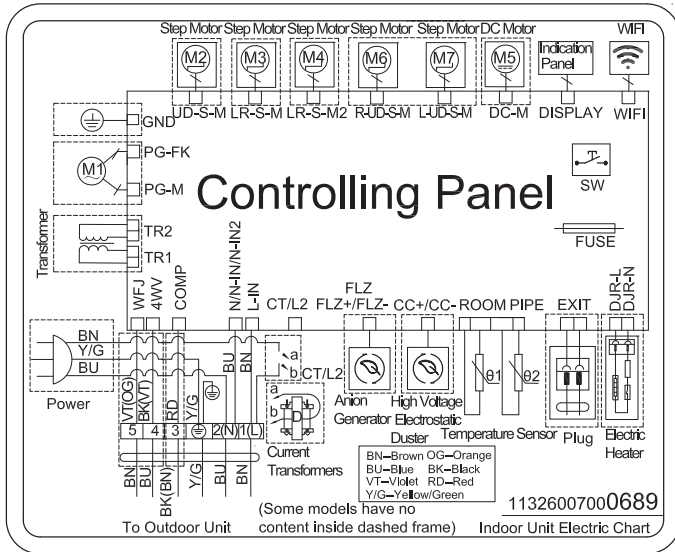 Step Motor Step Motor Step Motor Step Motor Step Motor DC Motor WIFI
M2 M3 M4 M6 M7 M5 Indication Panel
UD-S-M LR-S-M LR-S-M2 R-UD-S-M L-UD-S-M DC-M DISPLAY WIFI
GND
PG-FK
M1
PG-M
SW
Controlling Panel
FUSE
Transformer
TR2
TR1
WFJ
4WV
COMP
N/N-IN/N-IN2
L-IN
CT/L2
FLZ
FLZ+/FLZ-
CC+/CC-
ROOM
PIPE
EXIT
DJR-L
DJR-N
BN
Y/G
BU
Power
VT(OG)
BK(VT)
RD
Y/G
BU
BN
a
b
CT/L2
a
b
D
5 4 3 2(N) 1(L)
BN
BU
BK(BN)
Y/G
BU
BN
Current
Transformers
Anion
Generator
High Voltage
Electrostatic
Duster
θ1
θ2
Temperature Sensor
Plug
Electric
Heater
BN–Brown OG–Orange
BU–Blue BK–Black
VT–Vlolet RD–Red
Y/G–Yellow/Green
To Outdoor Unit
(Some models have no
content inside dashed frame)
11326007000689
Indoor Unit Electric Chart